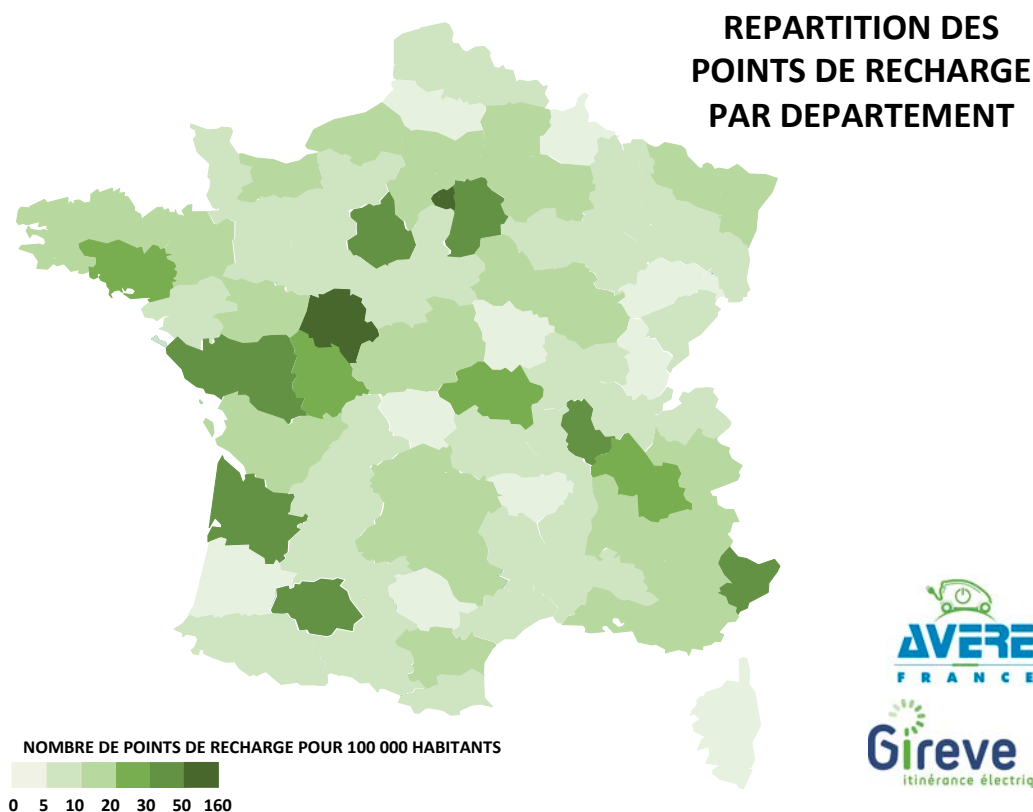 REPARTITION DES
POINTS DE RECHARGE
PAR DEPARTEMENT
AVERE
FRANCE
Gireve
itinérance électriq
NOMBRE DE POINTS DE RECHARGE POUR 100 000 HABITANTS
0 5 10 20 30 50 160